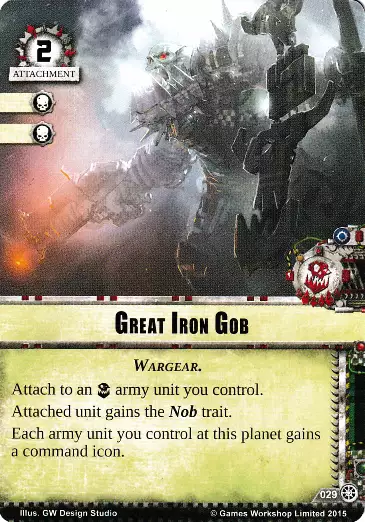 2
ATTACHMENT
GREAT IRON GOB
WARGEAR.
Attach to an army unit you control.
Attached unit gains the Nob trait.
Each army unit you control at this planet gains
a command icon.
029
Illus. GW Design Studio © Games Workshop Limited 2015